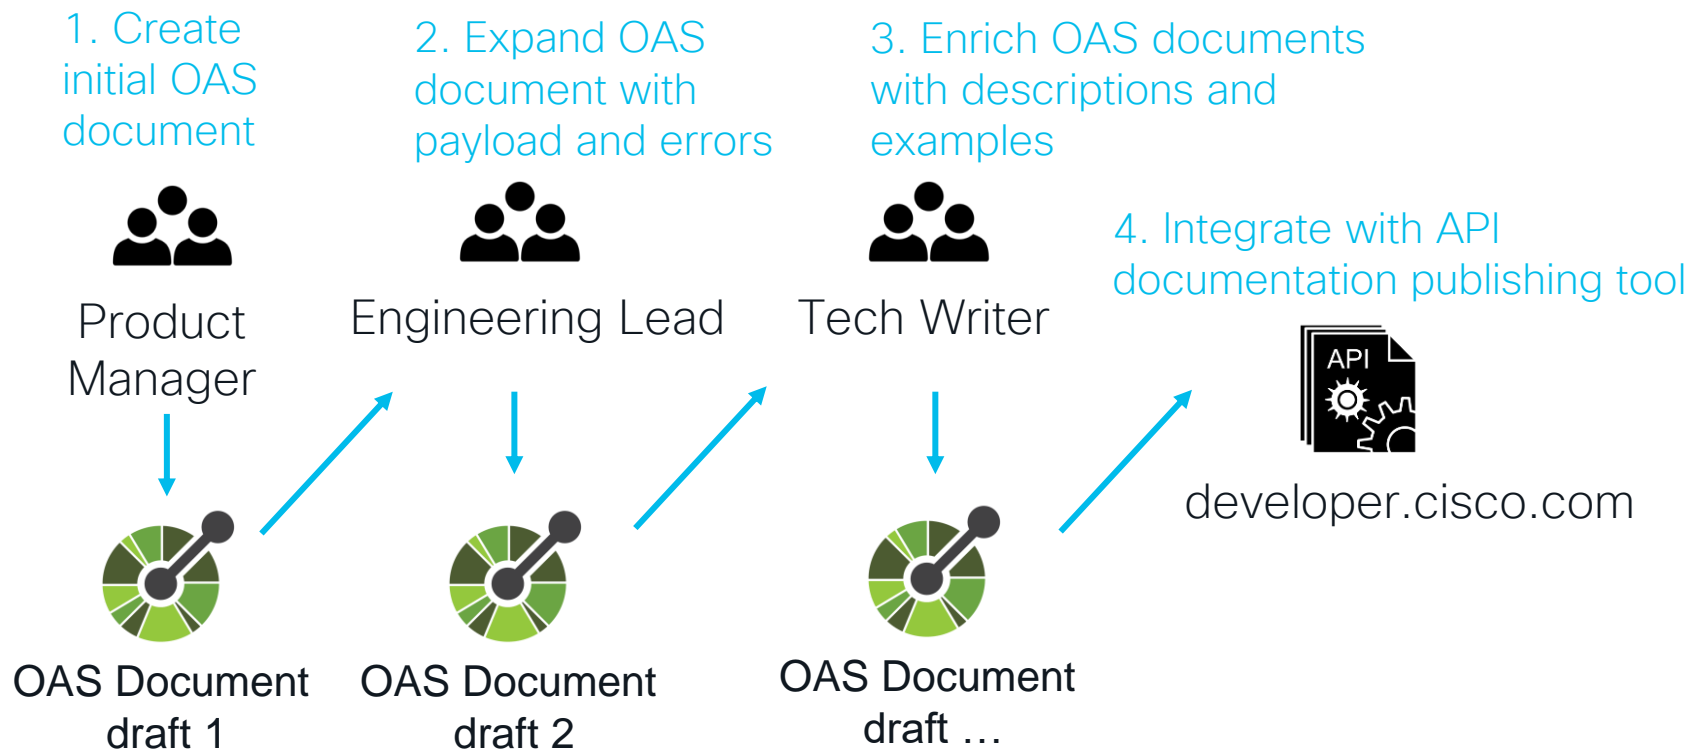 1. Create
initial OAS
document
2. Expand OAS
document with
payload and errors
3. Enrich OAS documents
with descriptions and
examples
4. Integrate with API
documentation publishing tool
Product
Manager
Engineering Lead
Tech Writer
API
developer.cisco.com
OAS Document
draft 1
OAS Document
draft 2
OAS Document
draft …